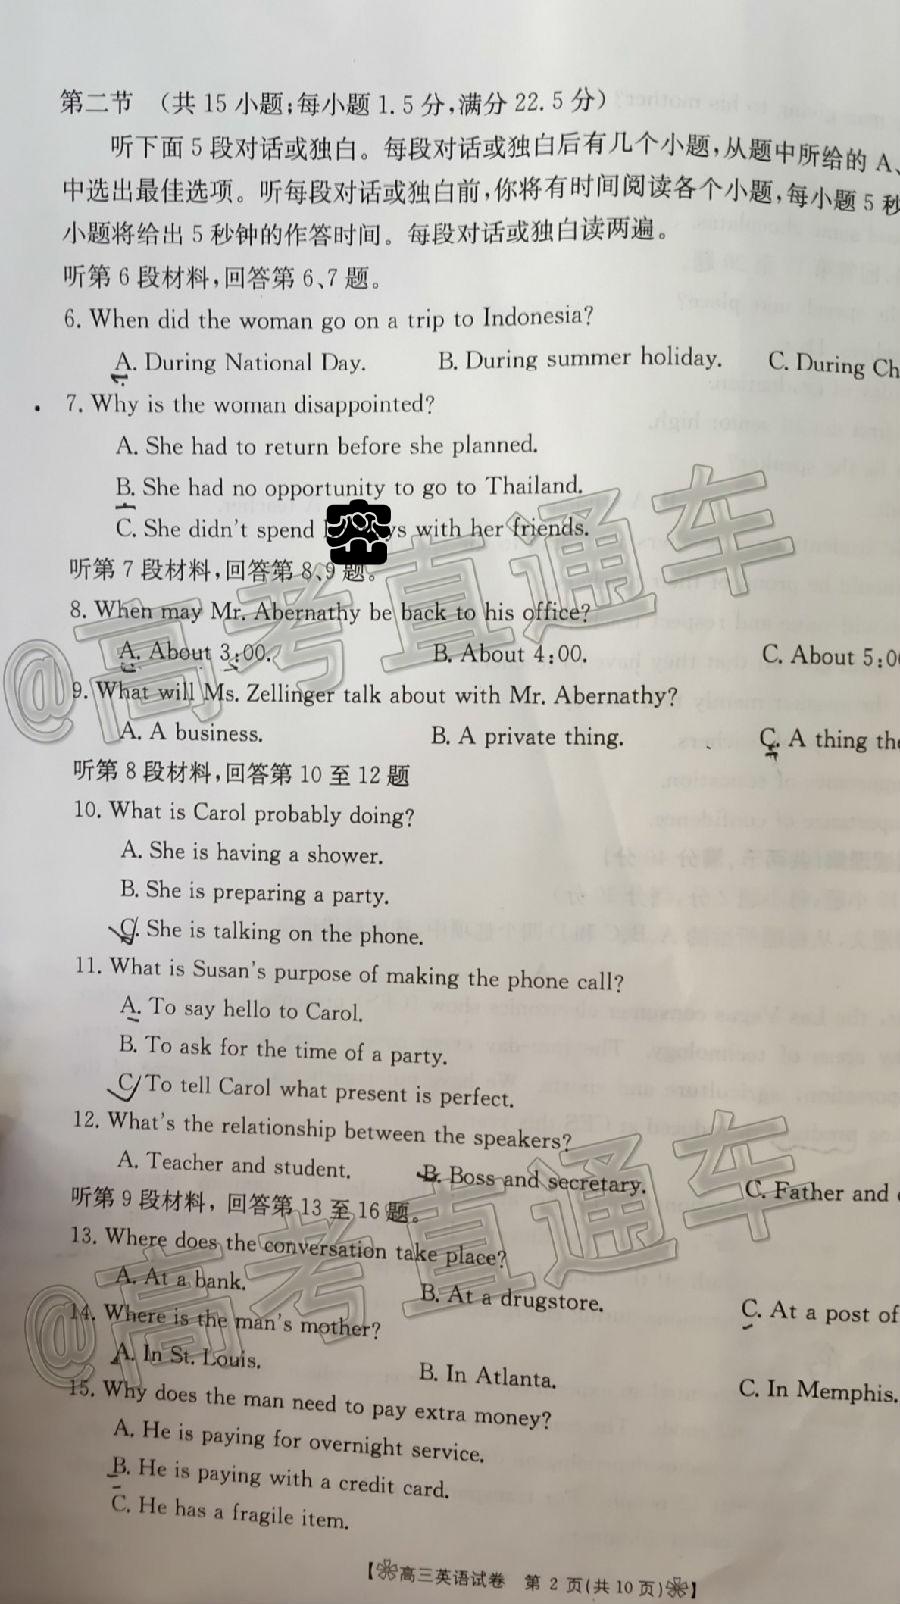 第二节 (共 15 小题;每小题 1.5 分,满分 22.5 分)
听下面 5 段对话或独白。每段对话或独白后有几个小题,从题中所给的 A、
中选出最佳选项。听每段对话或独白前,你将有时间阅读各个小题,每小题 5 秒
小题将给出 5 秒钟的作答时间。每段对话或独白读两遍。
听第 6 段材料,回答第 6、7 题。
6. When did the woman go on a trip to Indonesia?
A. During National Day. B. During summer holiday. C. During Ch
7. Why is the woman disappointed?
A. She had to return before she planned.
B. She had no opportunity to go to Thailand.
C. She didn't spend with her friends.
听第 7 段材料,回答第 8、9 题。
8. When may Mr. Abernathy be back to his office?
A. About 3:00. B. About 4:00. C. About 5:0
9. What will Ms. Zellinger talk about with Mr. Abernathy?
A. A business. B. A private thing. C. A thing the
听第 8 段材料,回答第 10 至 12 题
10. What is Carol probably doing?
A. She is having a shower.
B. She is preparing a party.
C. She is talking on the phone.
11. What is Susan's purpose of making the phone call?
A. To say hello to Carol.
B. To ask for the time of a party.
C. To tell Carol what present is perfect.
12. What's the relationship between the speakers?
A. Teacher and student. B. Boss and secretary. C. Father and
听第 9 段材料，回答第 13 至 16 题。
13. Where does the conversation take place?
A. At a bank. B. At a drugstore. C. At a post of
14. Where is the man's mother?
A. In St. Louis. B. In Atlanta. C. In Memphis.
15. Why does the man need to pay extra money?
A. He is paying for overnight service.
B. He is paying with a credit card.
C. He has a fragile item.
【高三英语试卷 第 2 页(共 10 页)】
@高考直通车
@高考直通车